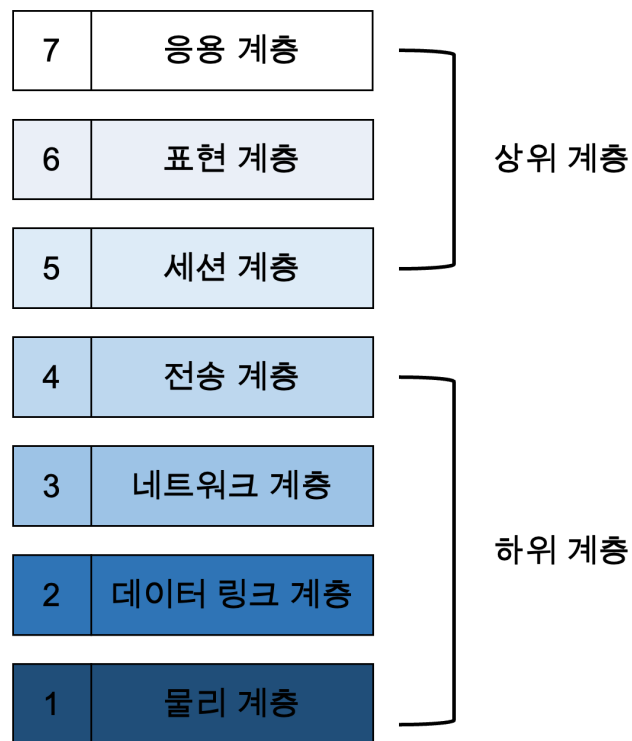 7 응용 계층
6 표현 계층
상위 계층
5 세션 계층
4 전송 계층
3 네트워크 계층
하위 계층
2 데이터 링크 계층
1 물리 계층